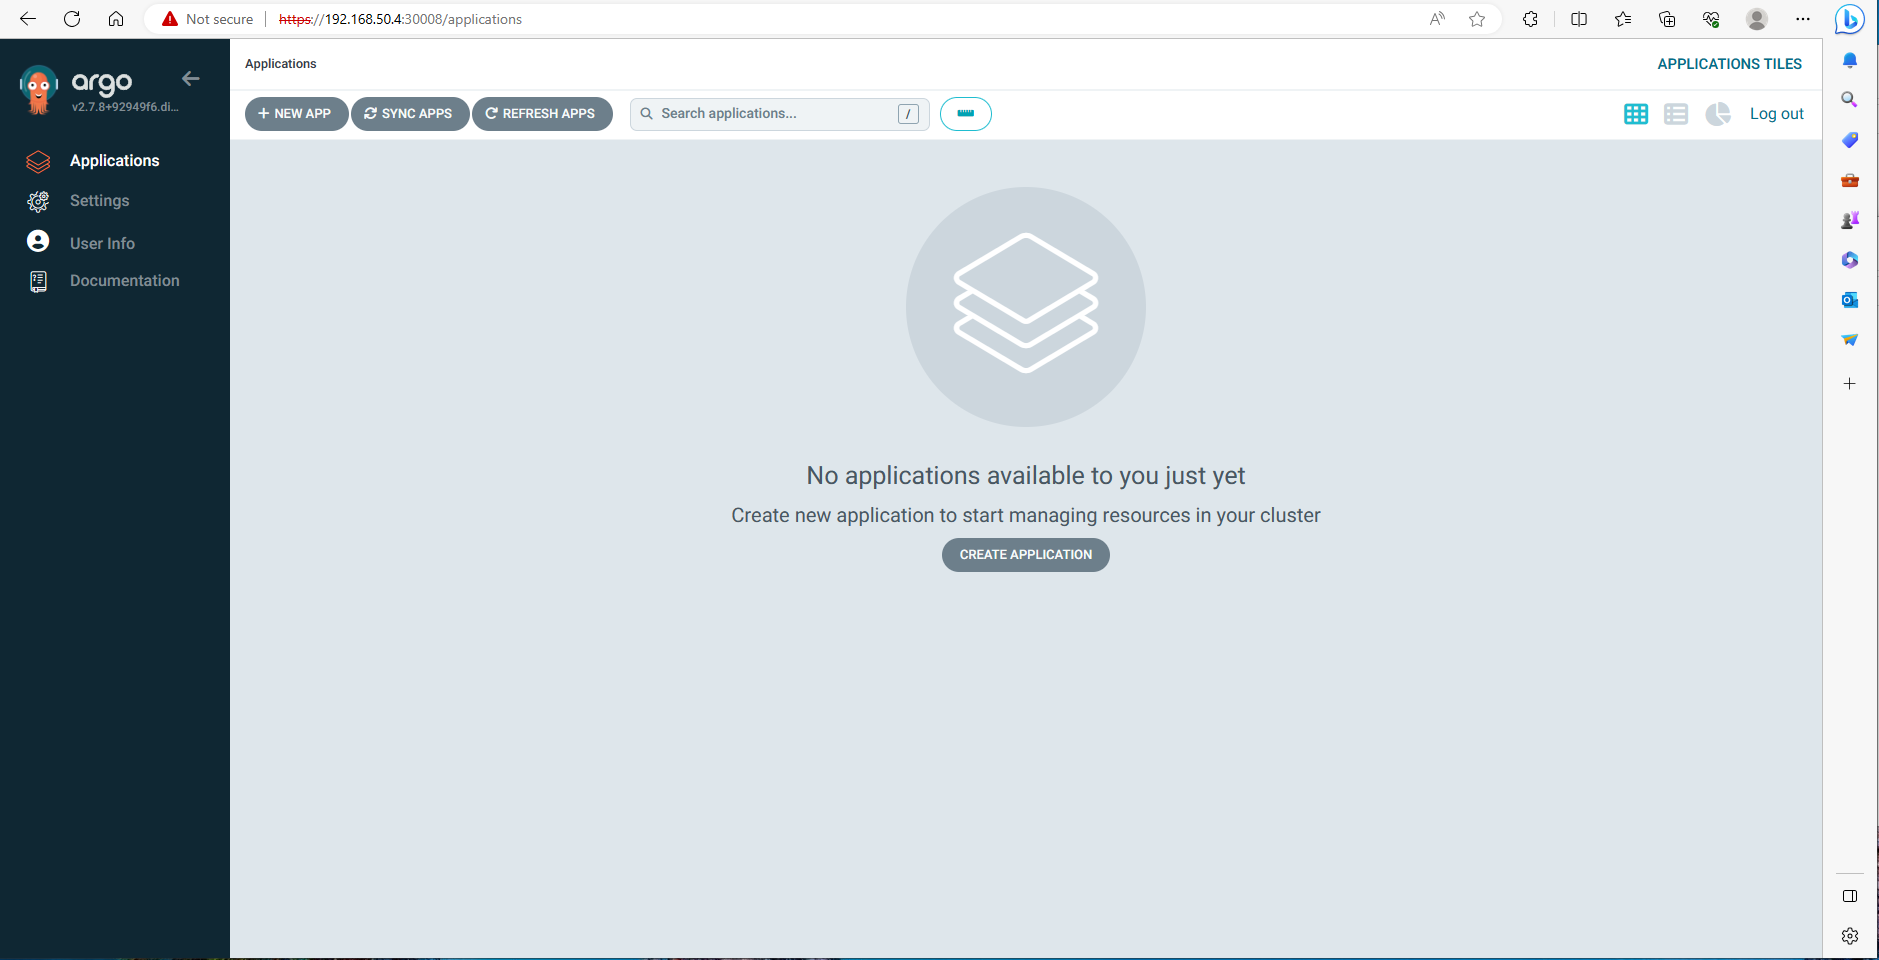 Not secure https://192.168.50.4:30008/applications
argo
v2.7.8+92949f6.di...
Applications
Settings
User Info
Documentation
Applications
APPLICATIONS TILES
NEW APP
SYNC APPS
REFRESH APPS
Search applications...
/
Log out
No applications available to you just yet
Create new application to start managing resources in your cluster
CREATE APPLICATION